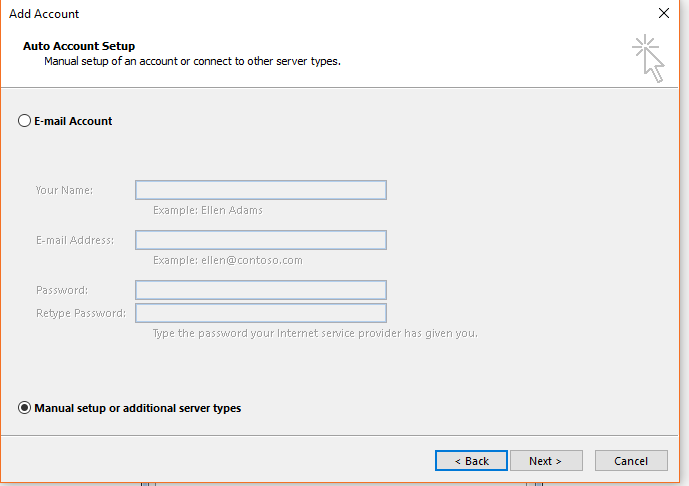 Add Account
Auto Account Setup
Manual setup of an account or connect to other server types.
E-mail Account
Your Name:
Example: Ellen Adams
E-mail Address:
Example: ellen@contoso.com
Password:
Retype Password:
Type the password your Internet service provider has given you.
Manual setup or additional server types
< Back
Next >
Cancel